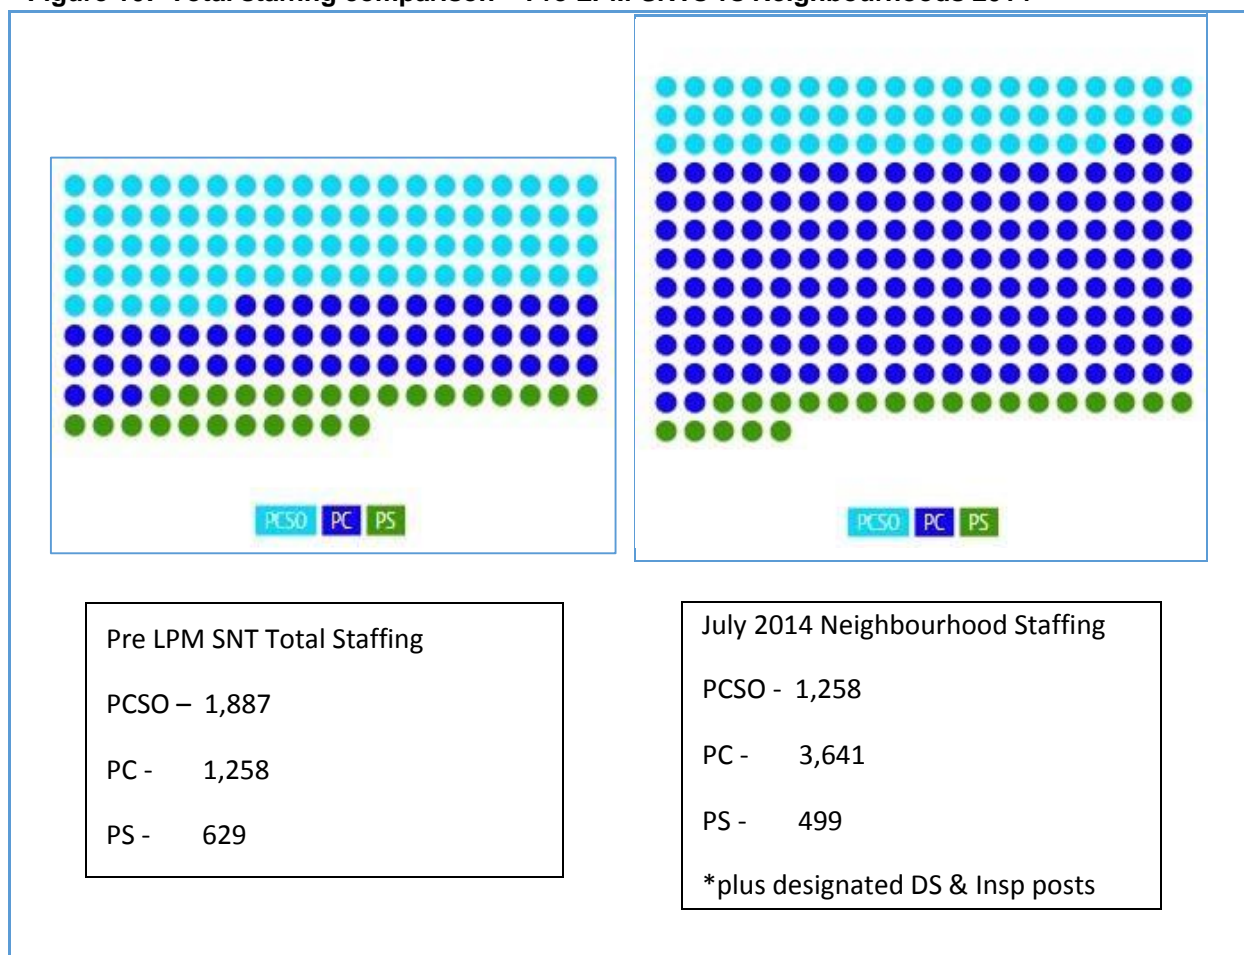 PCSO PC PS
PCSO PC PS
Pre LPM SNT Total Staffing
PCSO – 1,887
PC - 1,258
PS - 629
July 2014 Neighbourhood Staffing
PCSO - 1,258
PC - 3,641
PS - 499
*plus designated DS & Insp posts